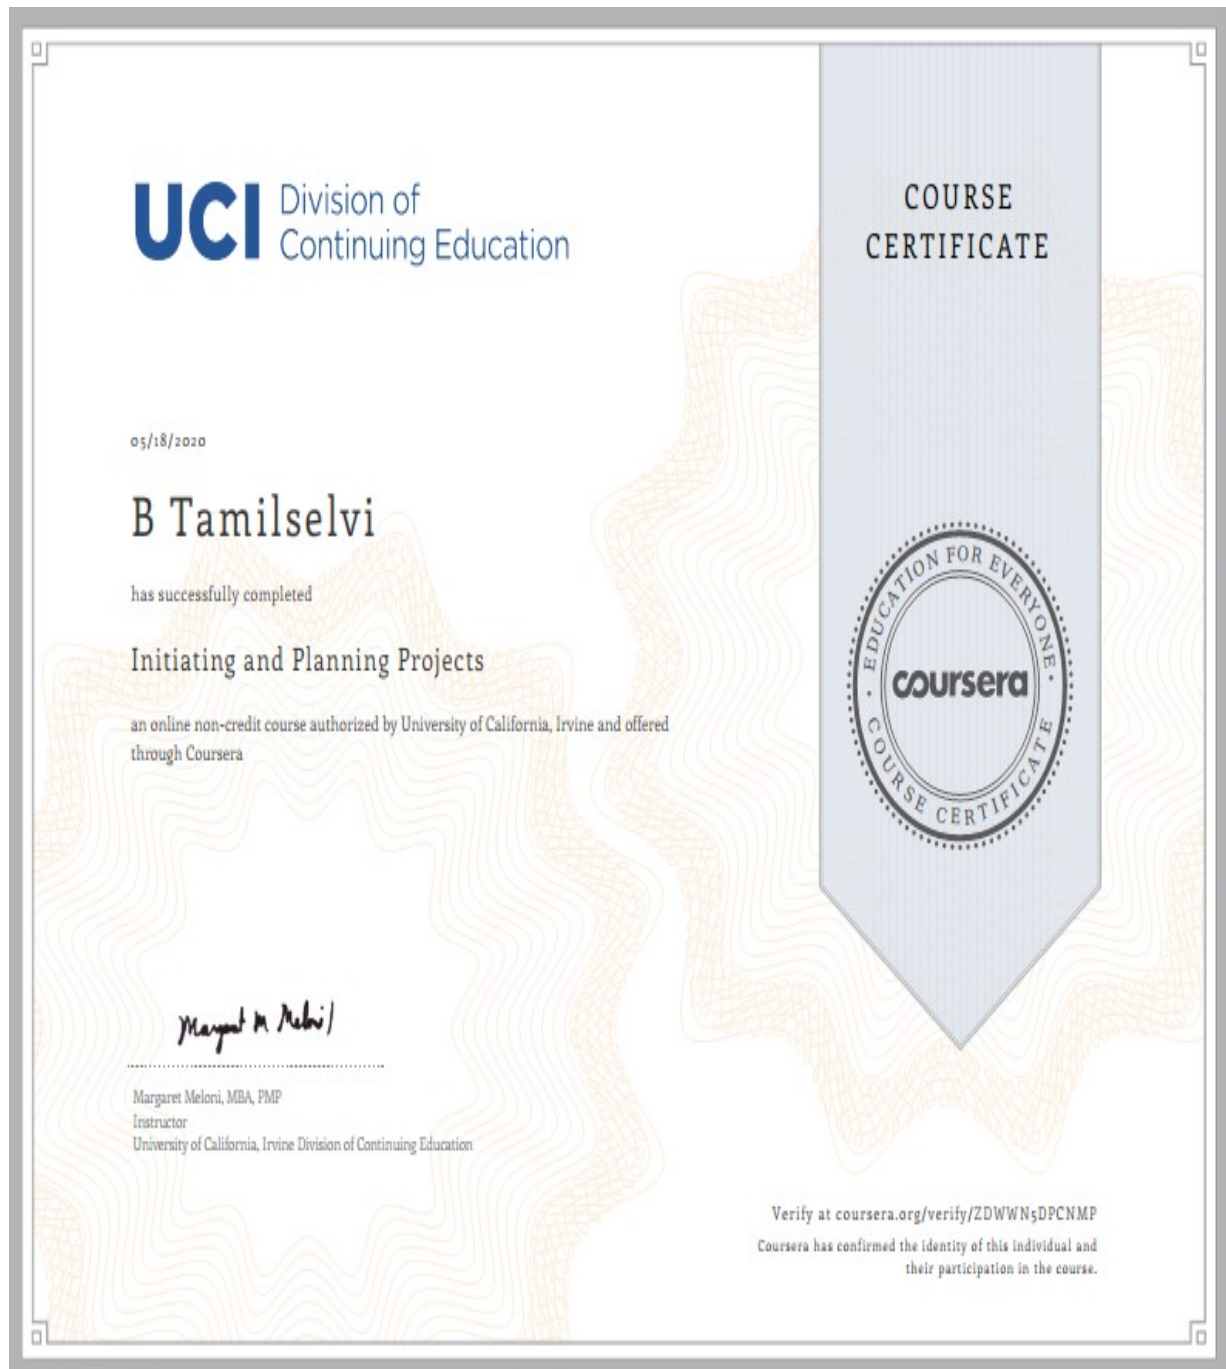 UCI Division of
Continuing Education
COURSE
CERTIFICATE
05/18/2020
B Tamilselvi
has successfully completed
Initiating and Planning Projects
an online non-credit course authorized by University of California, Irvine and offered
through Coursera
EDUCATION FOR EVERYONE
coursera
COURSE CERTIFICATE
Margaret M Meloni
Margaret Meloni, MBA, PMP
Instructor
University of California, Irvine Division of Continuing Education
Verify at coursera.org/verify/ZDWWN5DPCNMP
Coursera has confirmed the identity of this individual and
their participation in the course.